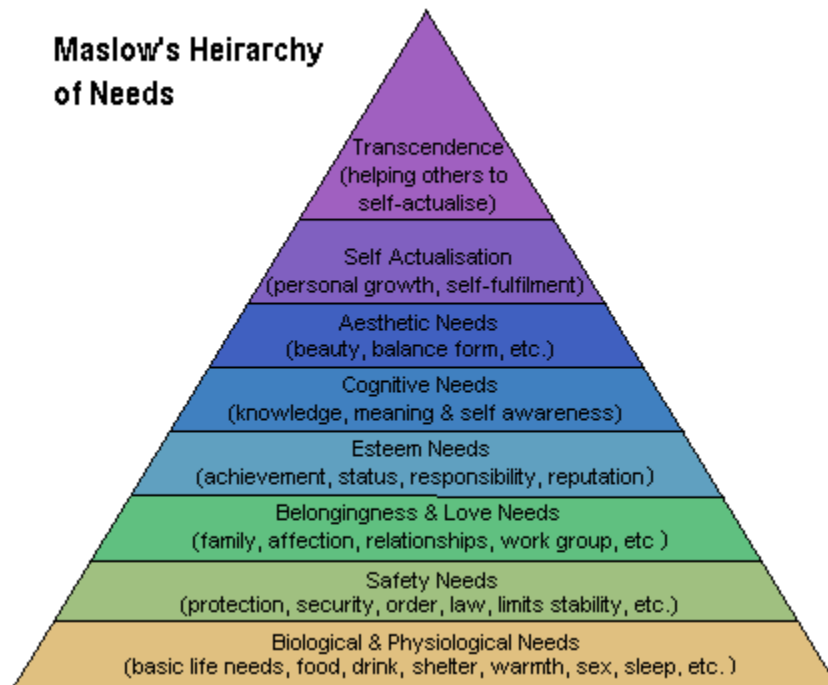 Maslow's Heirarchy
of Needs
Transcendence
(helping others to
self-actualise)
Self Actualisation
(personal growth, self-fulfilment)
Aesthetic Needs
(beauty, balance form, etc.)
Cognitive Needs
(knowledge, meaning & self awareness)
Esteem Needs
(achievement, status, responsibility, reputation)
Belongingness & Love Needs
(family, affection, relationships, work group, etc )
Safety Needs
(protection, security, order, law, limits stability, etc.)
Biological & Physiological Needs
(basic life needs, food, drink, shelter, warmth, sex, sleep, etc. )